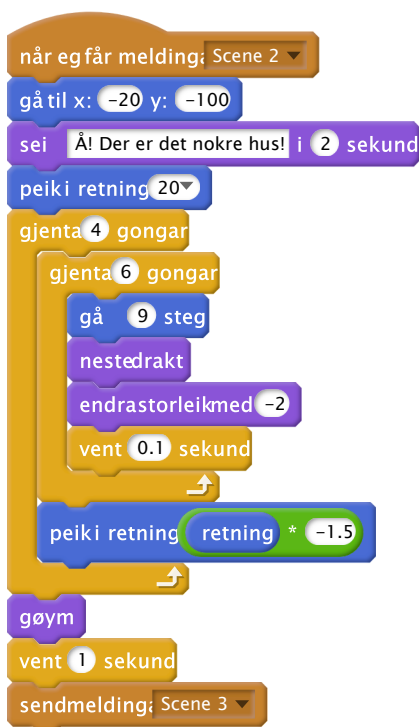 når eg får meldinga Scene 2
gå til x: -20 y: -100
sei Å! Der er det nokre hus! i 2 sekund
peik i retning 20
gjenta 4 gongar
gjenta 6 gongar
gå 9 steg
neste drakt
endra storleik med -2
vent 0.1 sekund
peik i retning retning * -1.5
gøym
vent 1 sekund
send melding Scene 3